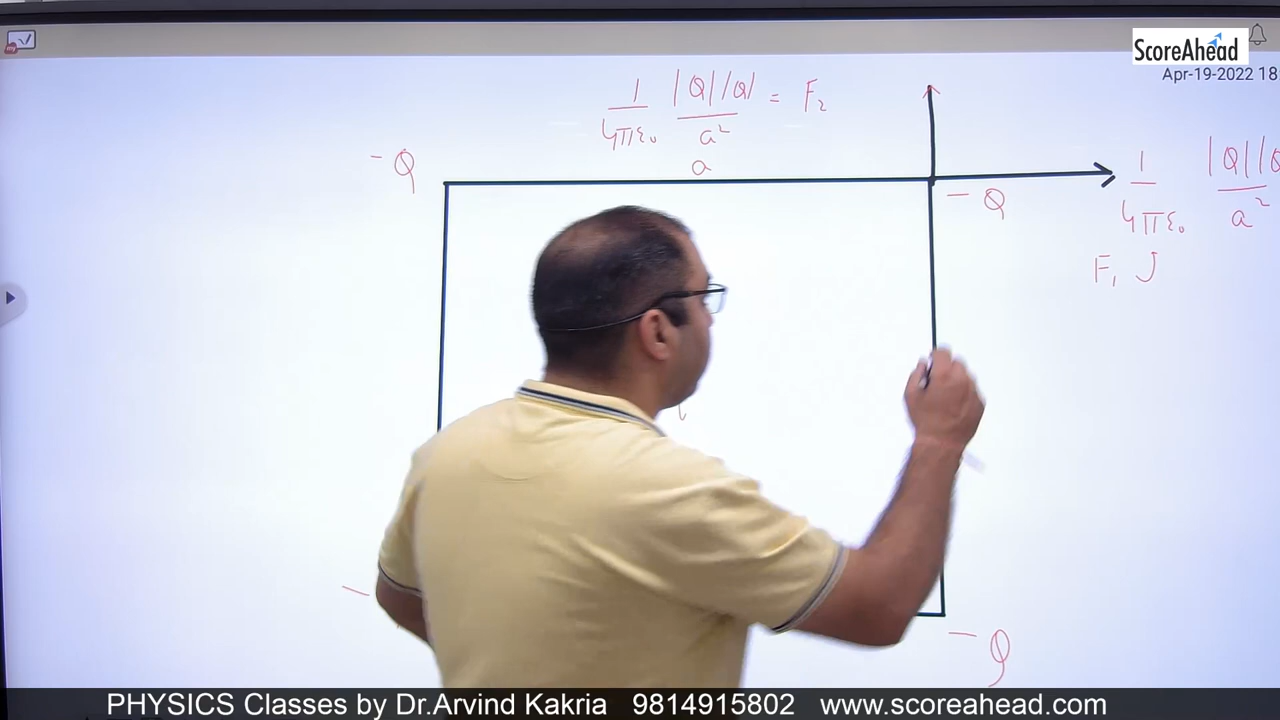 ScoreAhead
Apr-19-2022 18
1/4πε₀ |Q||Q|/a² = F₂
a
- Q
- Q
1/4πε₀ |Q||Q/a²
F₁
- Q
PHYSICS Classes by Dr.Arvind Kakria 9814915802 www.scoreahead.com